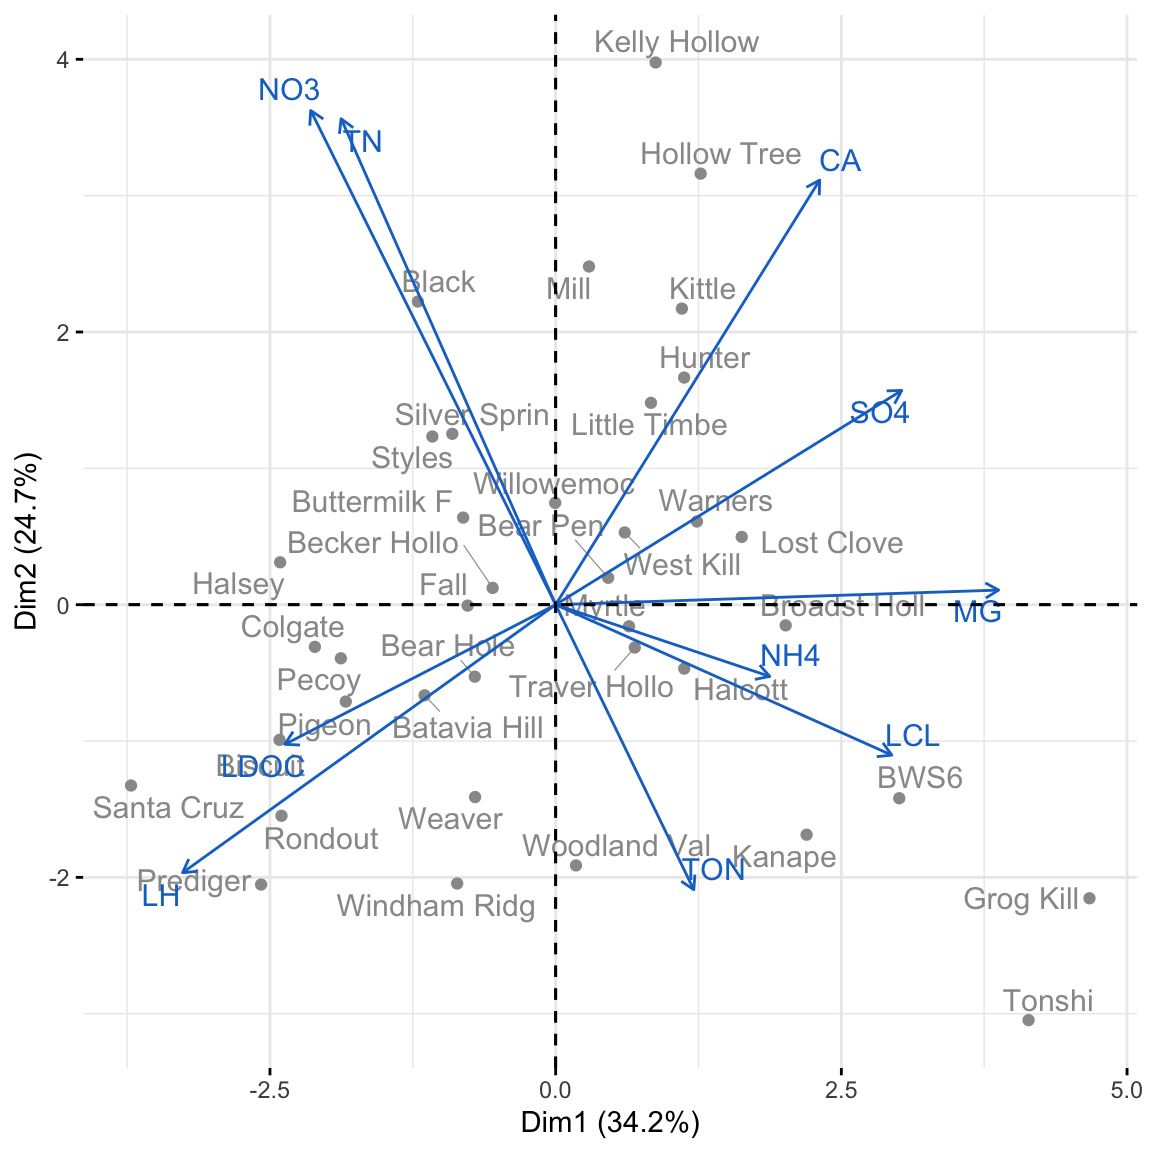 Kelly Hollow
4
NO3
TN
Hollow Tree
CA
Black
Mill
Kittle
2
Hunter
SO4
Silver Sprin
Little Timbe
Styles
Willowemoc
Buttermilk F
Warners
Bear Pen
Becker Hollo
Lost Clove
West Kill
Halsey
Fall
0
Myrtle
Broadst Holl
MG
Colgate
Bear Hole
NH4
Pecoy
Traver Hollo
Halcott
Pigeon
Batavia Hill
LCL
Biscuit
LDOC
BWS6
Santa Cruz
Weaver
Rondout
Woodland Val
Kanape
TON
-2
Prediger
LH
Windham Ridg
Grog Kill
Tonshi
-2.5
0.0
2.5
5.0
Dim1 (34.2%)
Dim2 (24.7%)